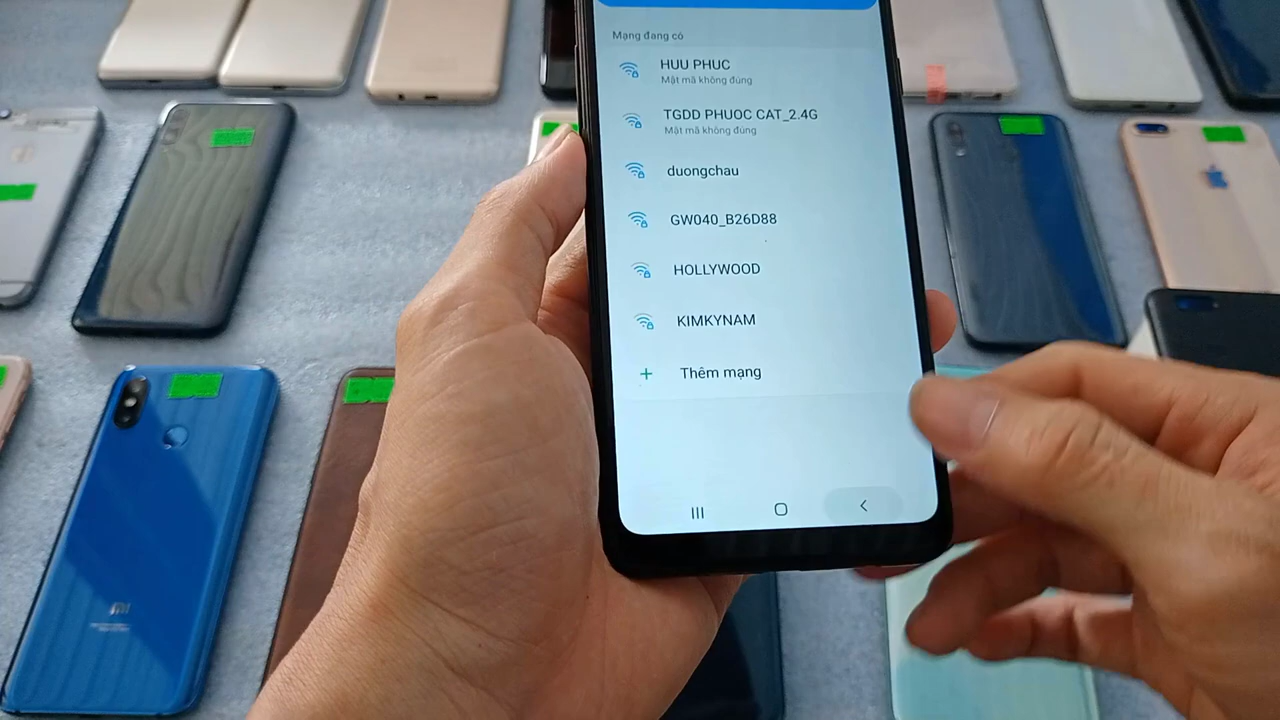 Mạng đang có
HUU PHUC
Mật mã không đúng
TGDD PHUOC CAT_2.4G
Mật mã không đúng
duongchau
GW040_B26D88
HOLLYWOOD
KIMKYNAM
Thêm mạng
MI